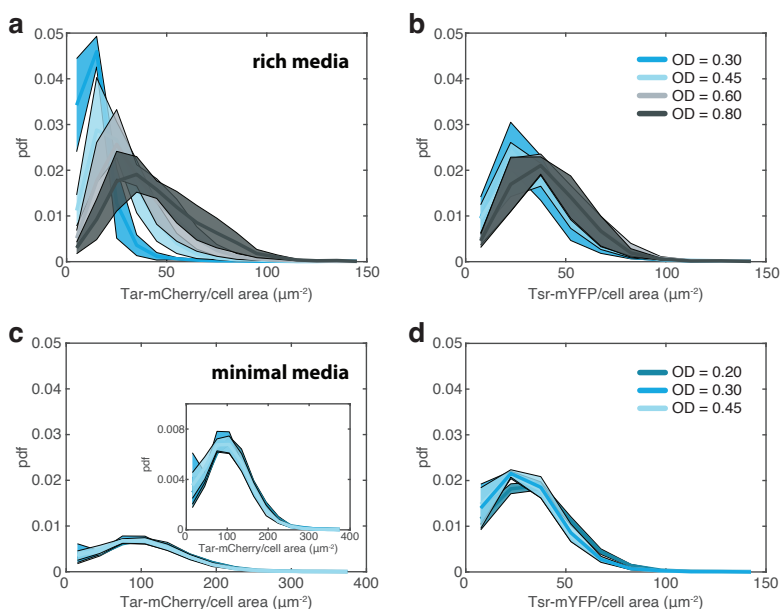 a
rich media
0.05
0.04
0.03
0.02
0.01
0
pdf
50
100
150
Tar-mCherry/cell area (µm⁻²)
b
OD = 0.30
OD = 0.45
OD = 0.60
OD = 0.80
0.05
0.04
0.03
0.02
0.01
0
pdf
0
50
100
150
Tsr-mYFP/cell area (µm⁻²)
c
minimal media
0.05
0.04
0.03
0.02
0.01
0
pdf
0
100
200
300
400
Tar-mCherry/cell area (µm⁻²)
0.008
0.004
0
pdf
0
100
200
300
400
Tar-mCherry/cell area (µm⁻²)
d
OD = 0.20
OD = 0.30
OD = 0.45
0.05
0.04
0.03
0.02
0.01
0
pdf
0
50
100
150
Tsr-mYFP/cell area (µm⁻²)